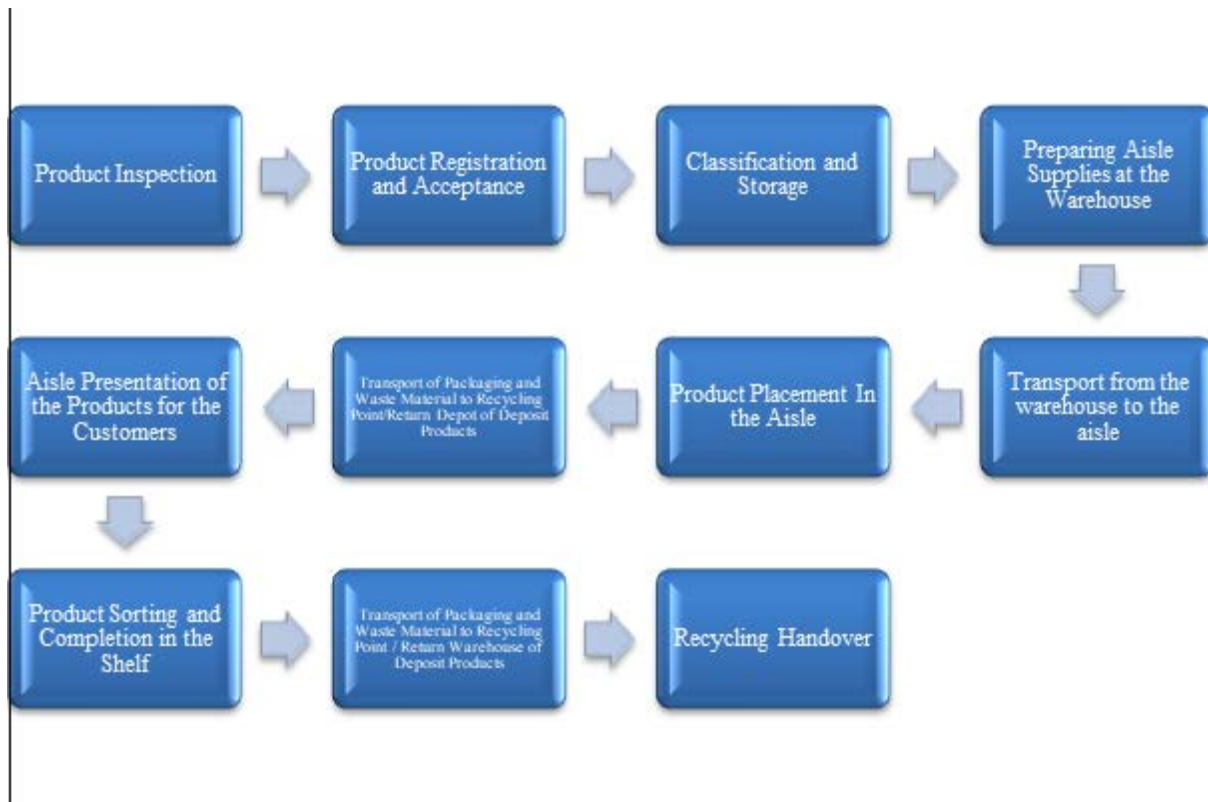 Product Inspection
Product Registration
and Acceptance
Classification and
Storage
Preparing Aisle
Supplies at the
Warehouse
Transport from the
warehouse to the
aisle
Product Placement In
the Aisle
Transport of Packaging and
Waste Material to Recycling
Point/Return Depot of Deposit
Products
Aisle Presentation of
the Products for the
Customers
Product Sorting and
Completion in the
Shelf
Transport of Packaging and
Waste Material to Recycling
Point / Return Warehouse of
Deposit Products
Recycling Handover